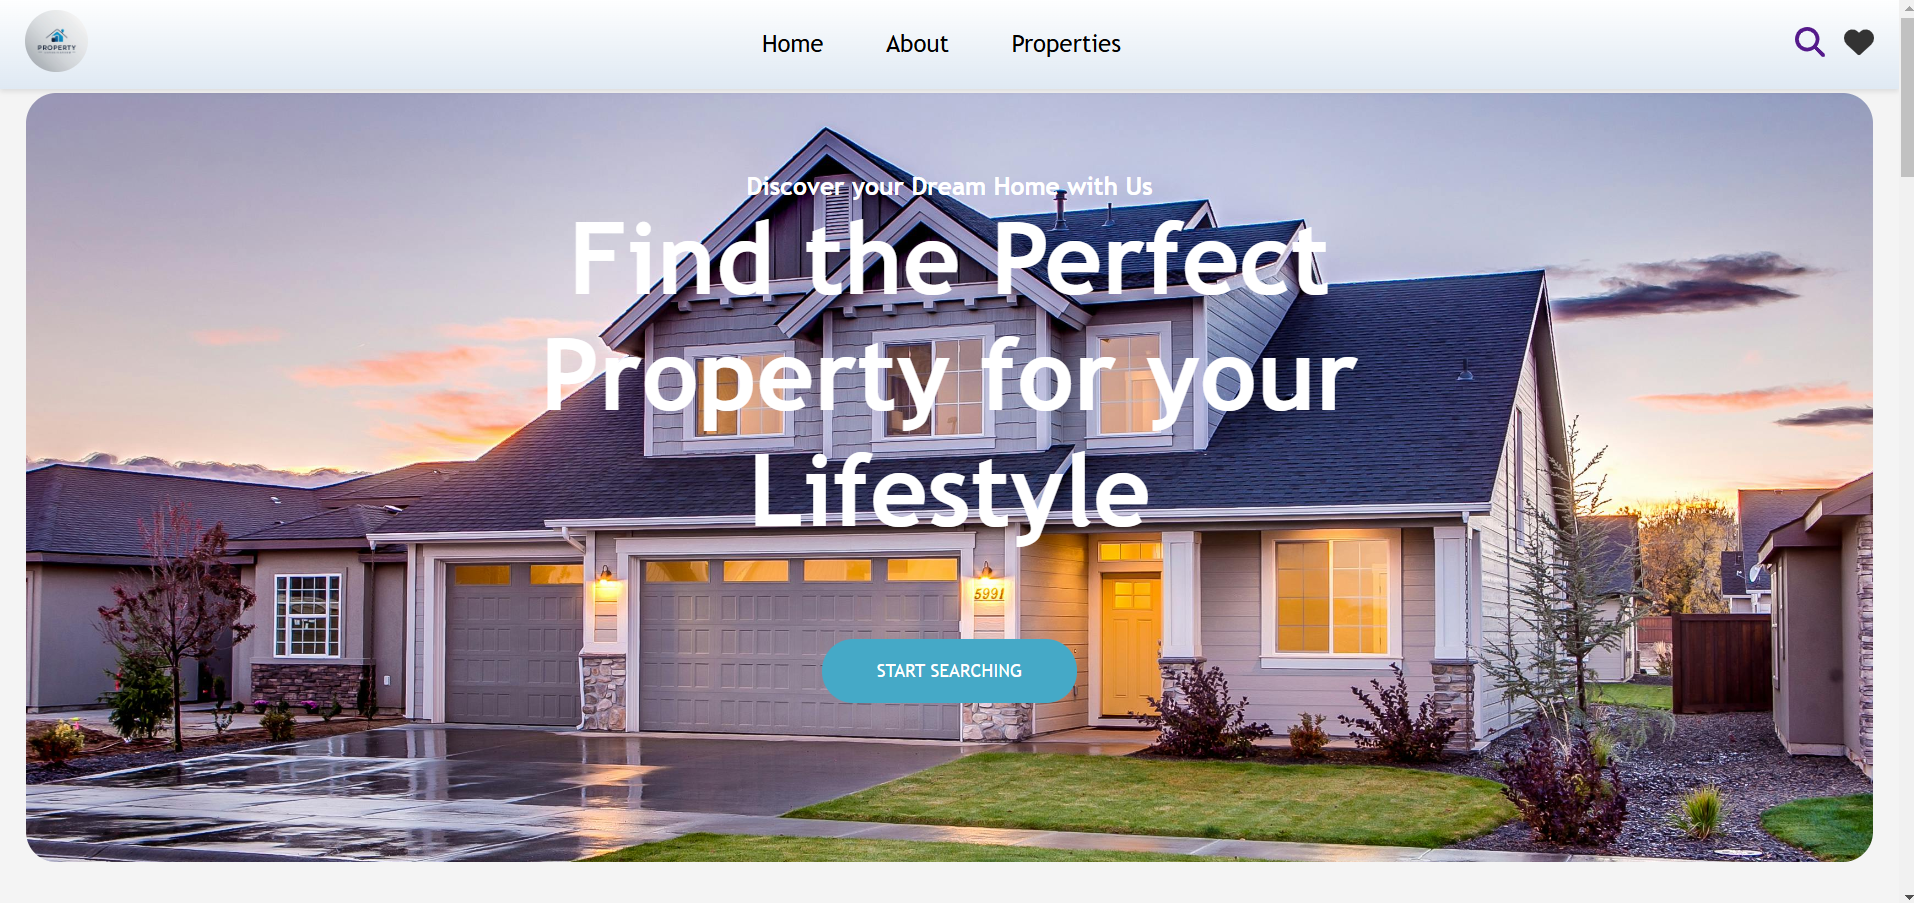 PROPERTY
Home
About
Properties
Discover your Dream Home with Us
Find the Perfect
Property for your
Lifestyle
5991
START SEARCHING